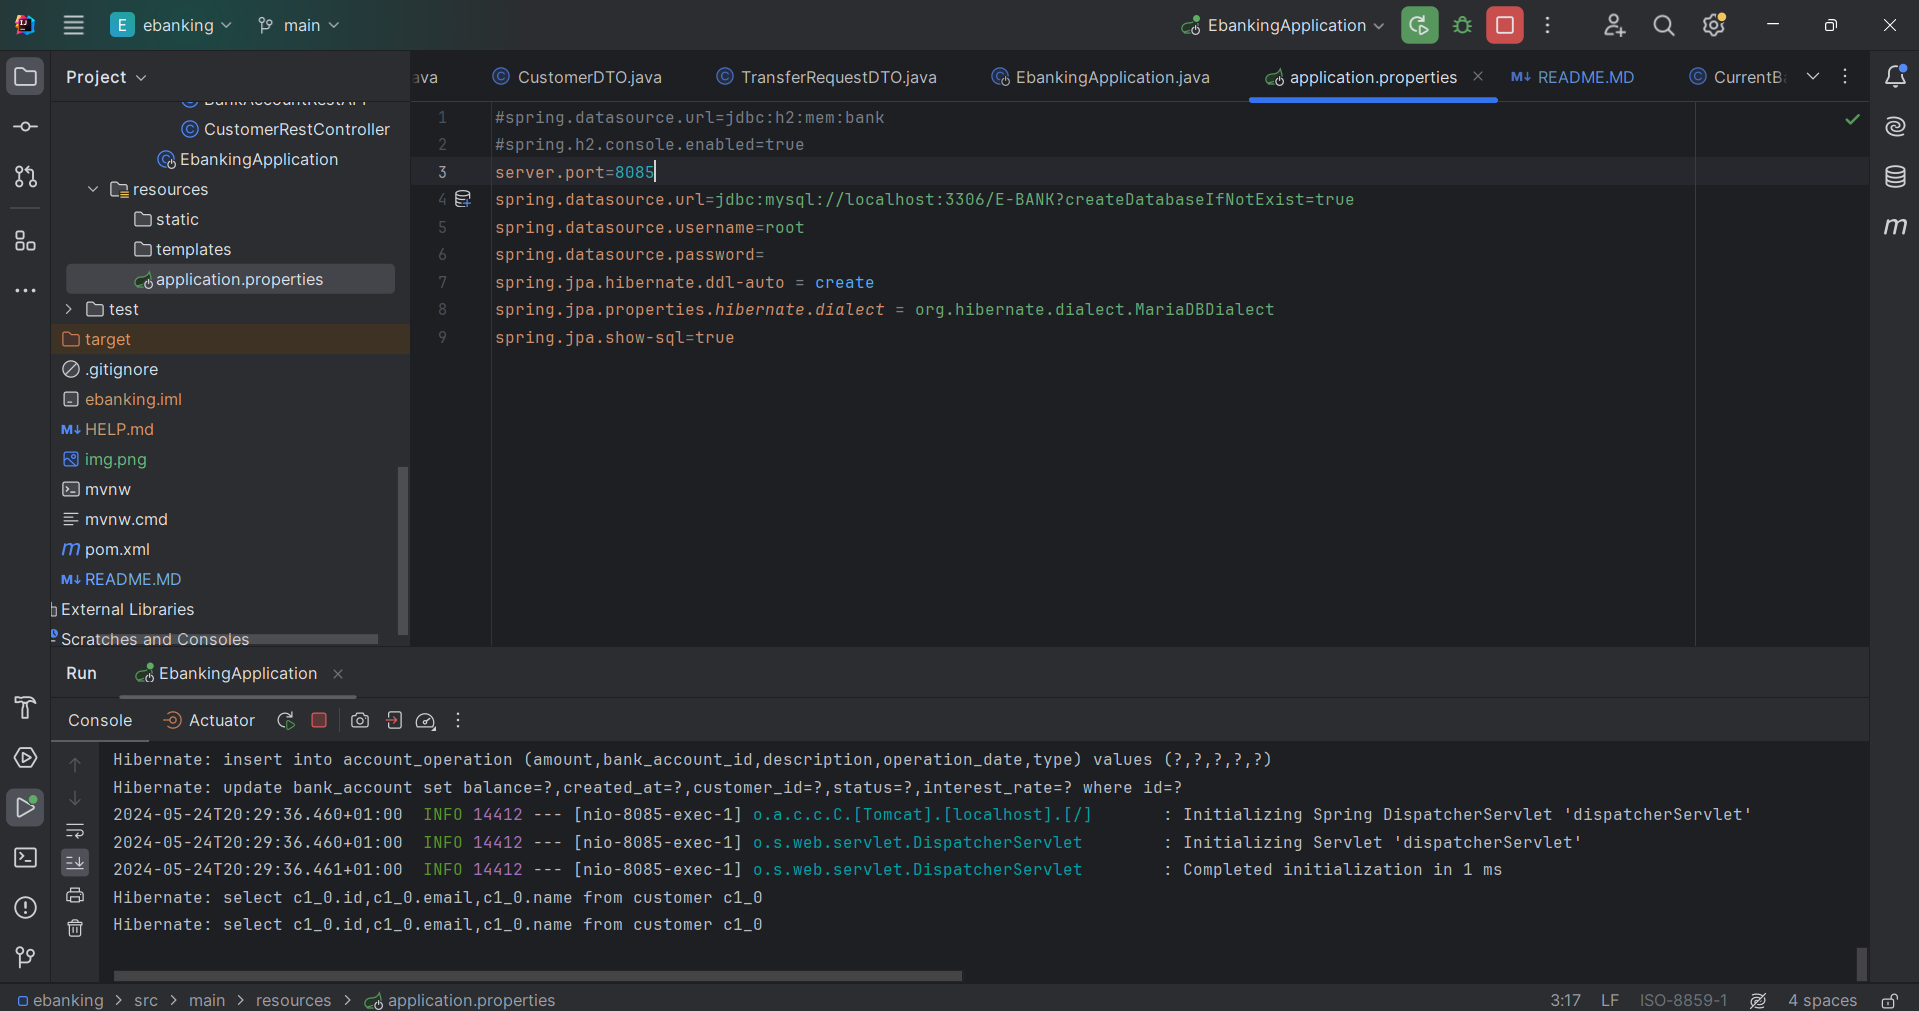 E ebanking main EbankingApplication
Project
ava CustomerDTO.java TransferRequestDTO.java EbankingApplication.java application.properties README.MD CurrentBa
BankAccountRestAPI
CustomerRestController
EbankingApplication
resources
static
templates
application.properties
test
target
.gitignore
ebanking.iml
HELP.md
img.png
mvnw
mvnw.cmd
pom.xml
README.MD
External Libraries
Scratches and Consoles
1 #spring.datasource.url=jdbc:h2:mem:bank
2 #spring.h2.console.enabled=true
3 server.port=8085
4 spring.datasource.url=jdbc:mysql://localhost:3306/E-BANK?createDatabaseIfNotExist=true
5 spring.datasource.username=root
6 spring.datasource.password=
7 spring.jpa.hibernate.ddl-auto = create
8 spring.jpa.properties.hibernate.dialect = org.hibernate.dialect.MariaDBDialect
9 spring.jpa.show-sql=true
Run EbankingApplication
Console Actuator
Hibernate: insert into account_operation (amount,bank_account_id,description,operation_date,type) values (?,?,?,?,?)
Hibernate: update bank_account set balance=?,created_at=?,customer_id=?,status=?,interest_rate=? where id=?
2024-05-24T20:29:36.460+01:00 INFO 14412 --- [nio-8085-exec-1] o.a.c.c.C.[Tomcat].[localhost].[/] : Initializing Spring DispatcherServlet 'dispatcherServlet'
2024-05-24T20:29:36.460+01:00 INFO 14412 --- [nio-8085-exec-1] o.s.web.servlet.DispatcherServlet : Initializing Servlet 'dispatcherServlet'
2024-05-24T20:29:36.461+01:00 INFO 14412 --- [nio-8085-exec-1] o.s.web.servlet.DispatcherServlet : Completed initialization in 1 ms
Hibernate: select c1_0.id,c1_0.email,c1_0.name from customer c1_0
Hibernate: select c1_0.id,c1_0.email,c1_0.name from customer c1_0
ebanking > src > main > resources > application.properties 3:17 LF ISO-8859-1 4 spaces